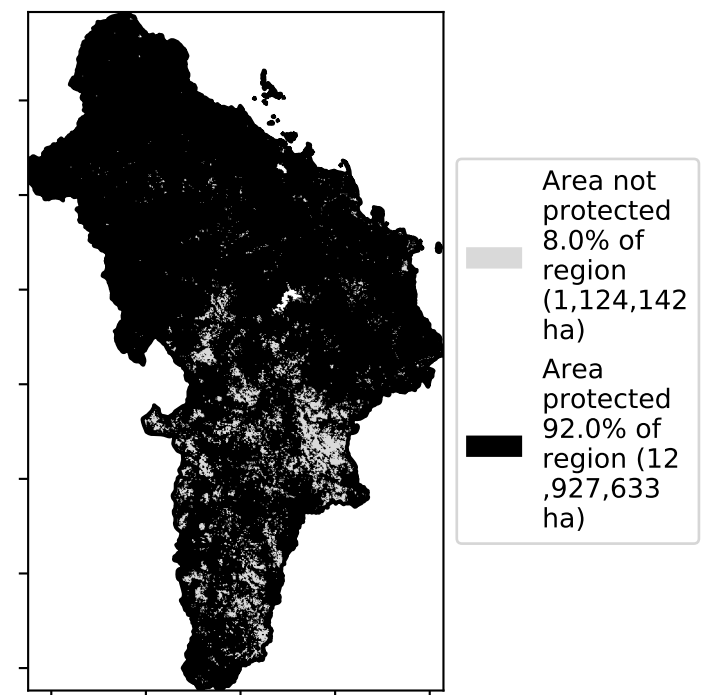 Area not
protected
8.0% of
region
(1,124,142
ha)
Area
protected
92.0% of
region (12
,927,633
ha)